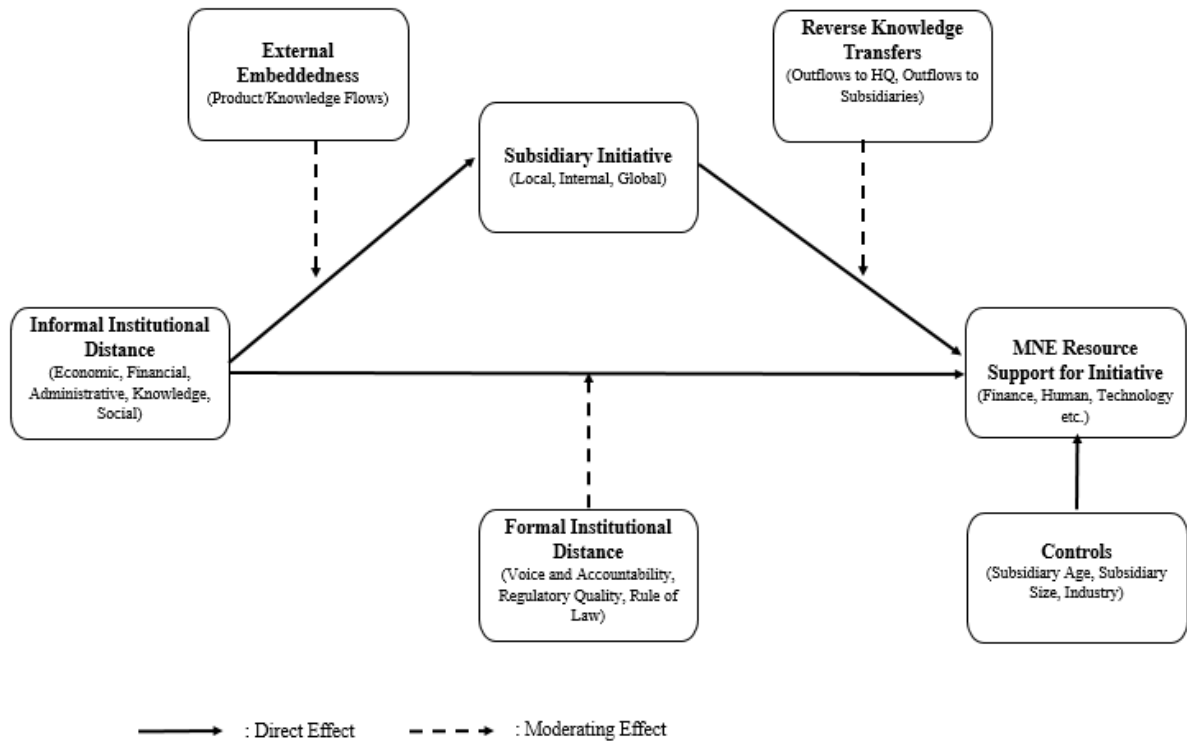 External
Embeddedness
(Product/Knowledge Flows)
Reverse Knowledge
Transfers
(Outflows to HQ, Outflows to
Subsidiaries)
Subsidiary Initiative
(Local, Internal, Global)
Informal Institutional
Distance
(Economic, Financial,
Administrative, Knowledge,
Social)
MNE Resource
Support for Initiative
(Finance, Human, Technology
etc.)
Formal Institutional
Distance
(Voice and Accountability,
Regulatory Quality, Rule of
Law)
Controls
(Subsidiary Age, Subsidiary
Size, Industry)
: Direct Effect
: Moderating Effect